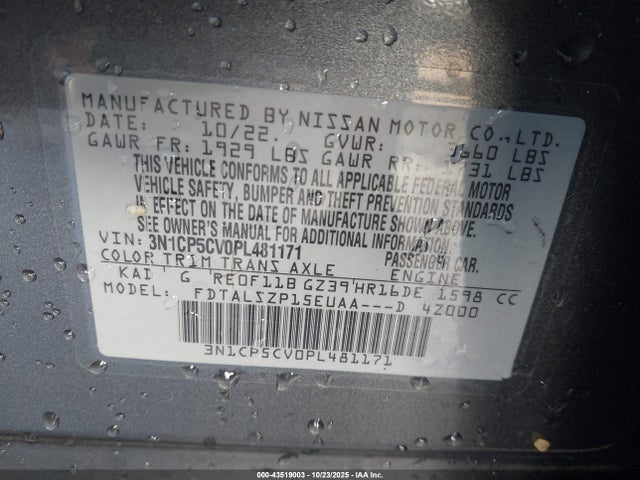 MANUFACTURED BY NISSAN MOTOR CO., LTD.
DATE: 10/22. GVWR: 3660 LBS
GAWR FR: 1929 LBS GAWR RR: 1731 LBS
THIS VEHICLE CONFORMS TO ALL APPLICABLE FEDERAL MOTOR
VEHICLE SAFETY, BUMPER AND THEFT PREVENTION STANDARDS
IN EFFECT ON THE DATE OF MANUFACTURE SHOWN ABOVE.
SEE OWNER'S MANUAL FOR ADDITIONAL INFORMATION
VIN: 3N1CP5CV0PL481171 PASSENGER CAR
COLOR TRIM TRANS AXLE ENGINE
KAD G RE0F11B GZ39 HR16DE 1598 CC
MODEL: FDTALSZP15EUAA---D 42000
3N1CP5CV0PL481171
000-43519003 - 10/23/2025 - IAA Inc.